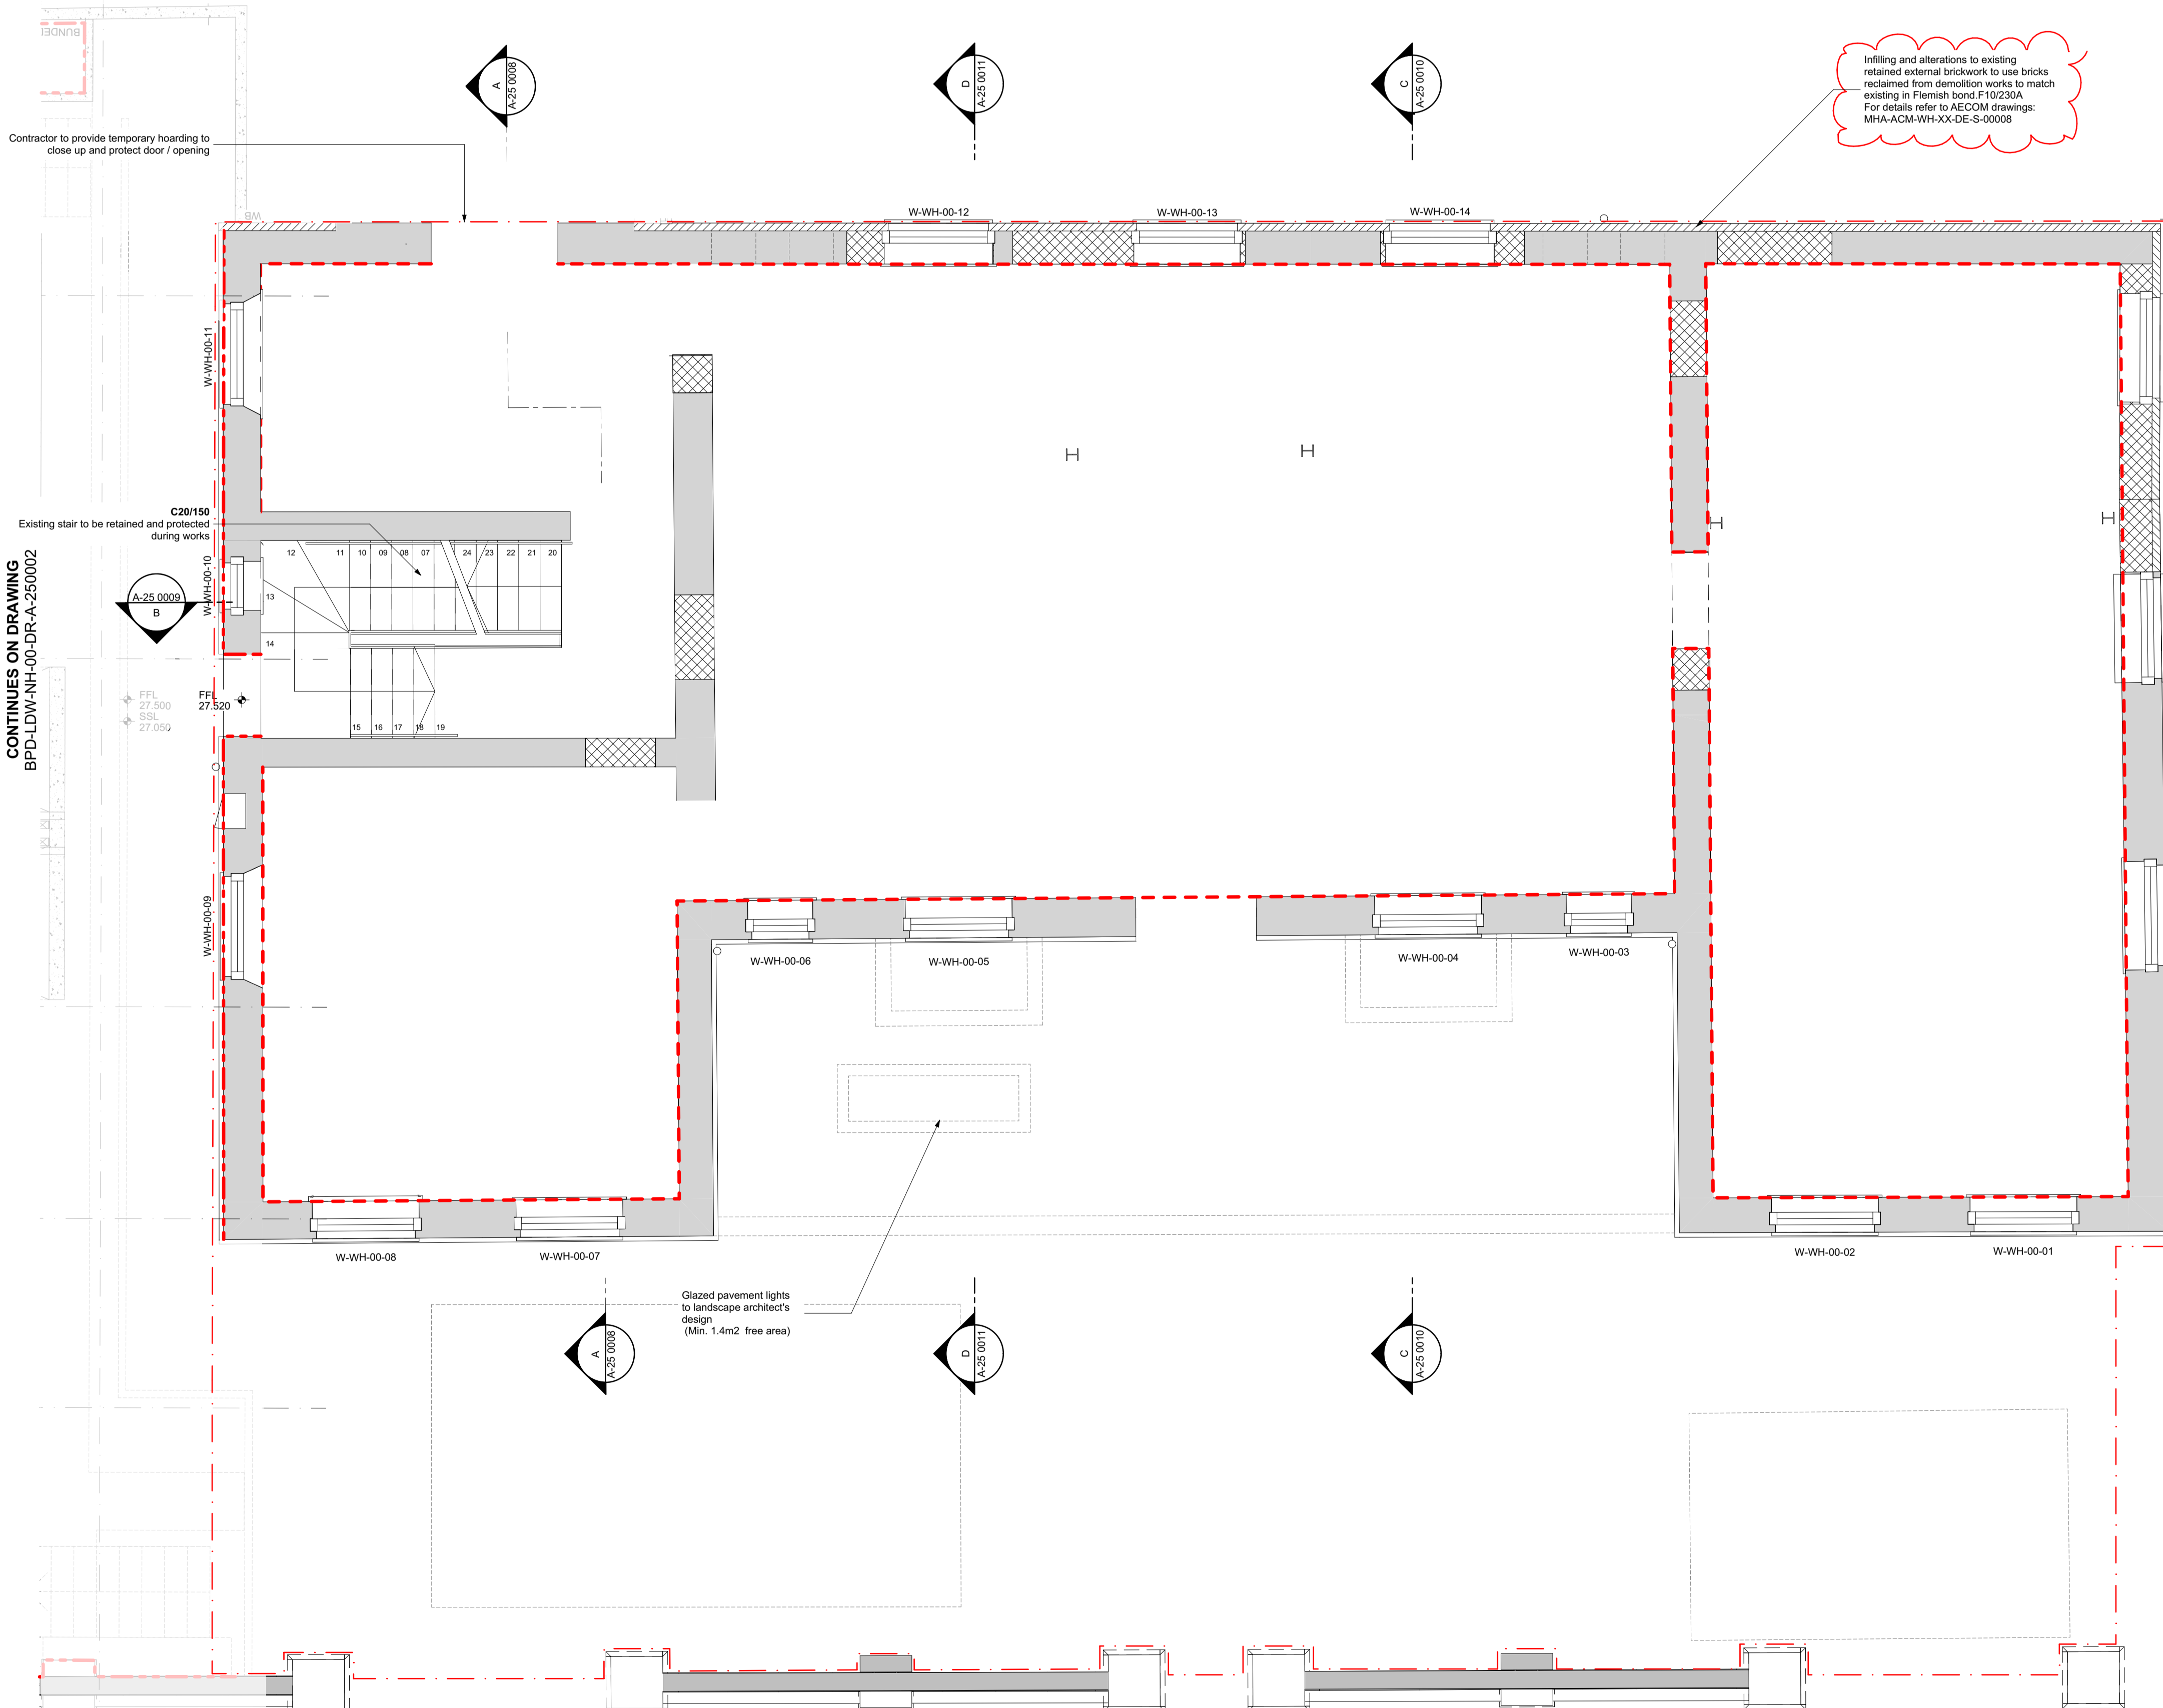 BUNDE
A
A-25 0008
D
A-25 0011
C
A-25 0010
Infilling and alterations to existing
retained external brickwork to use bricks
reclaimed from demolition works to match
existing in Flemish bond.F10/230A
For details refer to AECOM drawings:
MHA-ACM-WH-XX-DE-S-00008
Contractor to provide temporary hoarding to
close up and protect door / opening
WB
W-WH-00-12
W-WH-00-13
W-WH-00-14
W-WH-00-11
C20/150
Existing stair to be retained and protected
during works
12
11
10
09
08
07
24
23
22
21
20
13
14
15
16
17
18
19
W-WH-00-10
A-25 0009
B
CONTINUES ON DRAWING
BPD-LDW-NH-00-DR-A-250002
FFL
27.500
SSL
27.050
FFL
27.520
W-WH-00-09
W-WH-00-06
W-WH-00-05
W-WH-00-04
W-WH-00-03
W-WH-00-08
W-WH-00-07
W-WH-00-02
W-WH-00-01
Glazed pavement lights
to landscape architect's
design
(Min. 1.4m2 free area)
A
A-25 0008
D
A-25 0011
C
A-25 0010